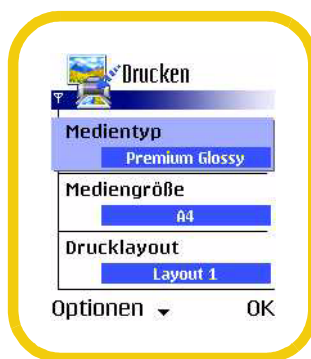 Drucken
Medientyp
Premium Glossy
Mediengröße
A4
Drucklayout
Layout 1
Optionen OK